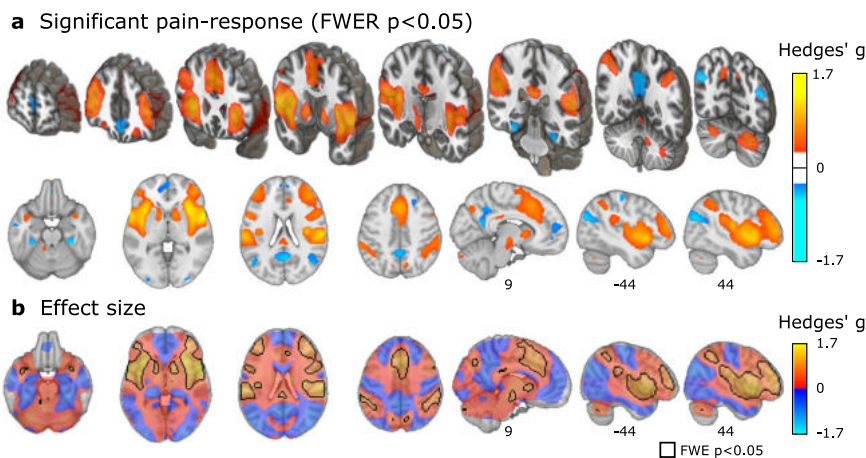 a Significant pain-response (FWER p<0.05)
Hedges' g
1.7
0
-1.7
9
-44
44
b Effect size
Hedges' g
1.7
0
-1.7
9
-44
44
FWE p<0.05